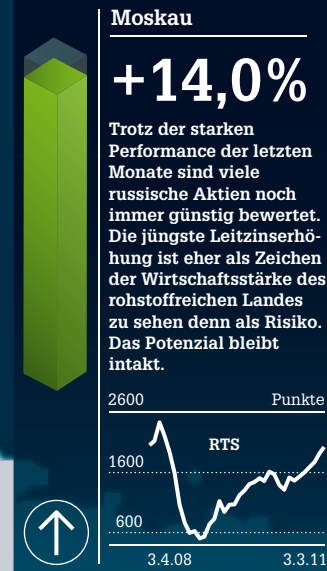 Moskau
+14,0%
Trotz der starken
Performance der letzten
Monate sind viele
russische Aktien noch
immer günstig bewertet.
Die jüngste Leitzinserhö-
hung ist eher als Zeichen
der Wirtschaftsstärke des
rohstoffreichen Landes
zu sehen denn als Risiko.
Das Potenzial bleibt
intakt.
2600 Punkte
RTS
1600
600
3.4.08 3.3.11